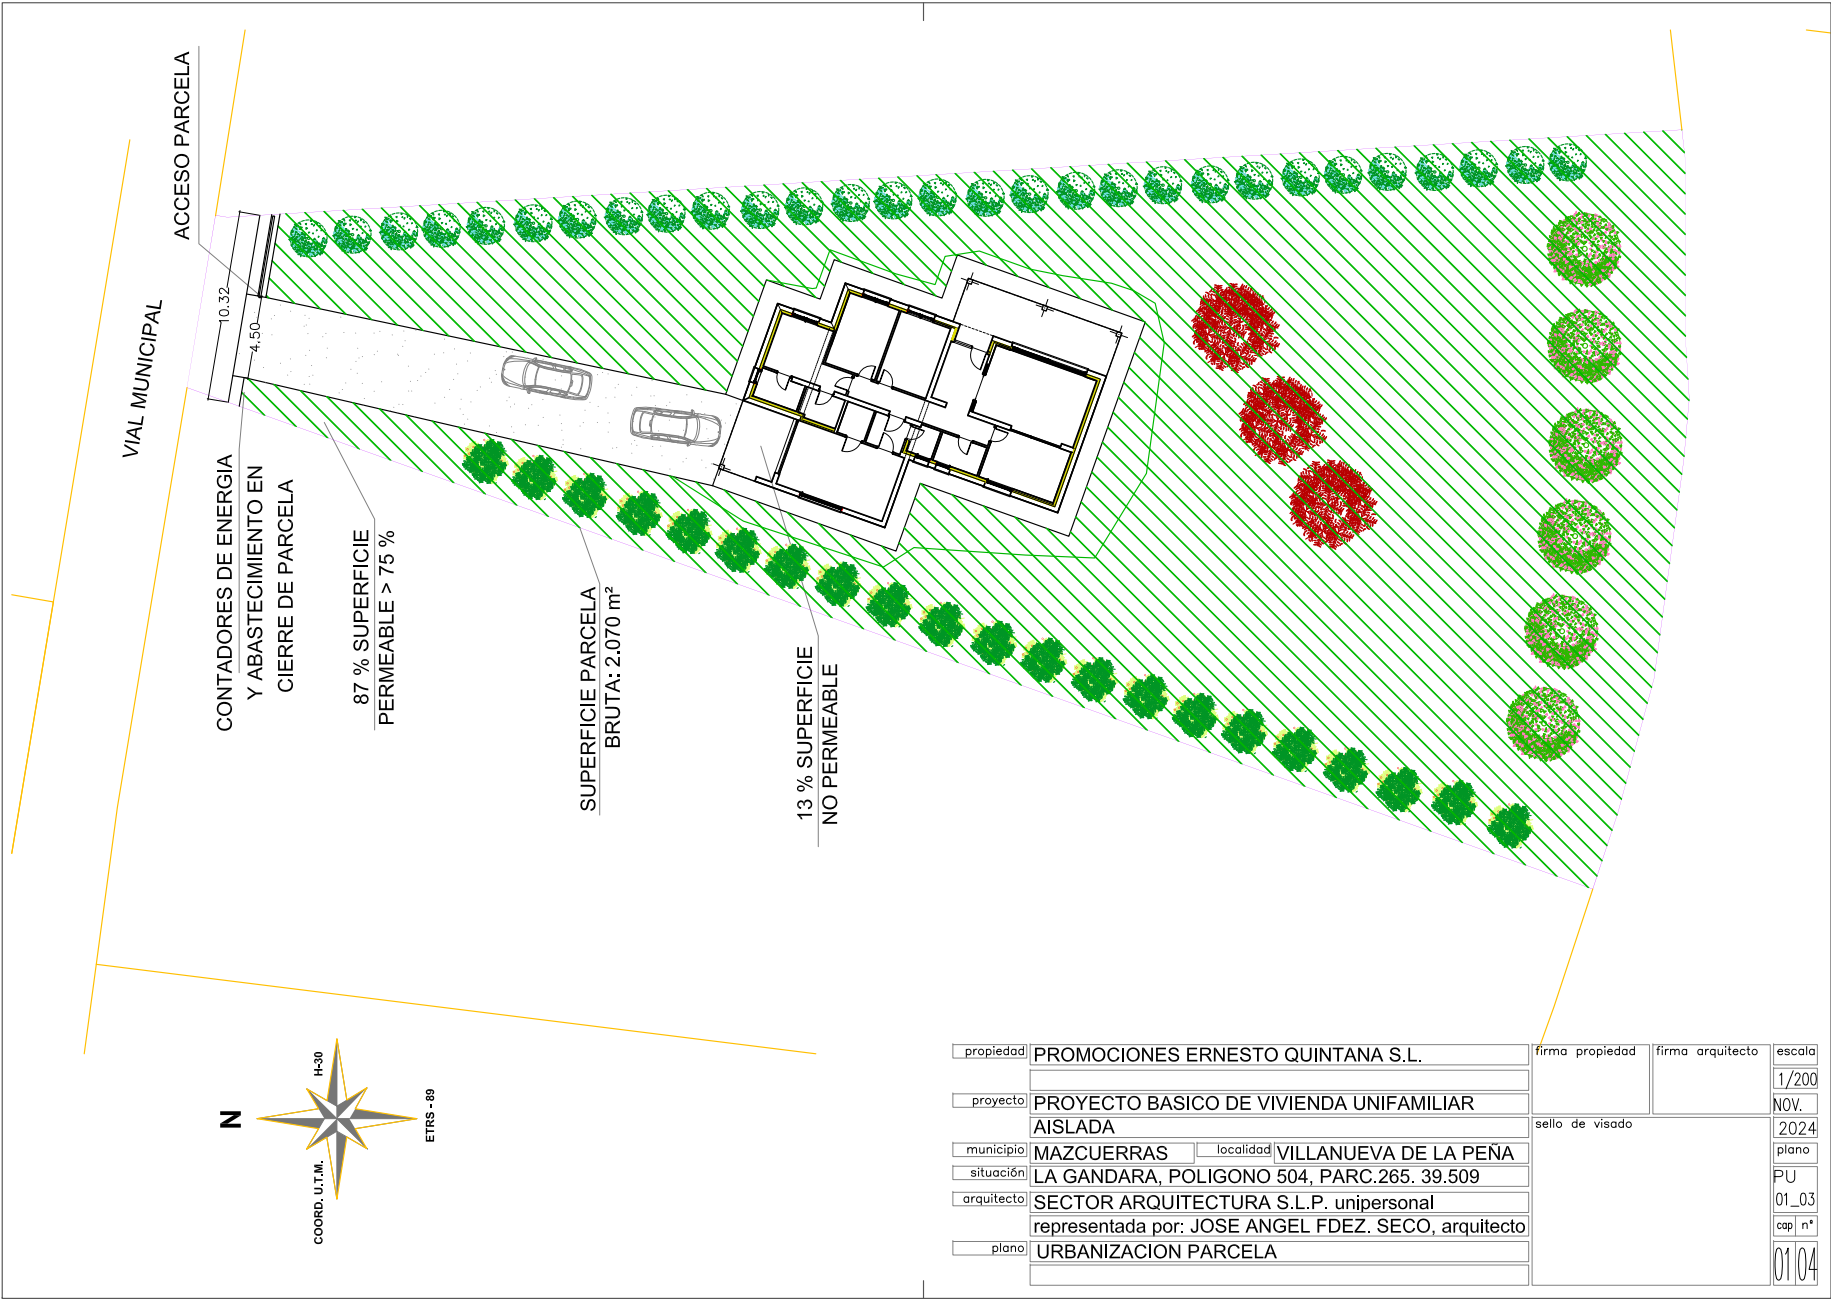 ACCESO PARCELA
VIAL MUNICIPAL
10.32
4.50
CONTADORES DE ENERGIA
Y ABASTECIMIENTO EN
CIERRE DE PARCELA
87 % SUPERFICIE
PERMEABLE > 75 %
SUPERFICIE PARCELA
BRUTA: 2.070 m²
13 % SUPERFICIE
NO PERMEABLE
N
H-30
COORD. U.T.M.
ETRS - 89
propiedad PROMOCIONES ERNESTO QUINTANA S.L.
proyecto PROYECTO BASICO DE VIVIENDA UNIFAMILIAR
AISLADA
municipio MAZCUERRAS localidad VILLANUEVA DE LA PEÑA
situación LA GANDARA, POLIGONO 504, PARC.265. 39.509
arquitecto SECTOR ARQUITECTURA S.L.P. unipersonal
representada por: JOSE ANGEL FDEZ. SECO, arquitecto
plano URBANIZACION PARCELA
firma propiedad
firma arquitecto
sello de visado
escala
1/200
NOV.
2024
plano
PU
01_03
cap nº
01 04